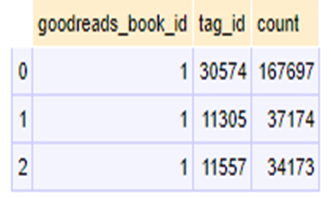 goodreads_book_id tag_id count
0 1 30574 167697
1 1 11305 37174
2 1 11557 34173